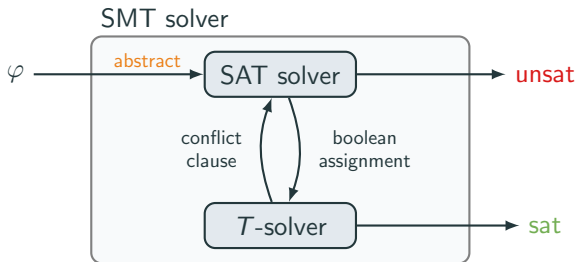 SMT solver
φ
abstract
SAT solver
unsat
conflict
clause
boolean
assignment
T-solver
sat